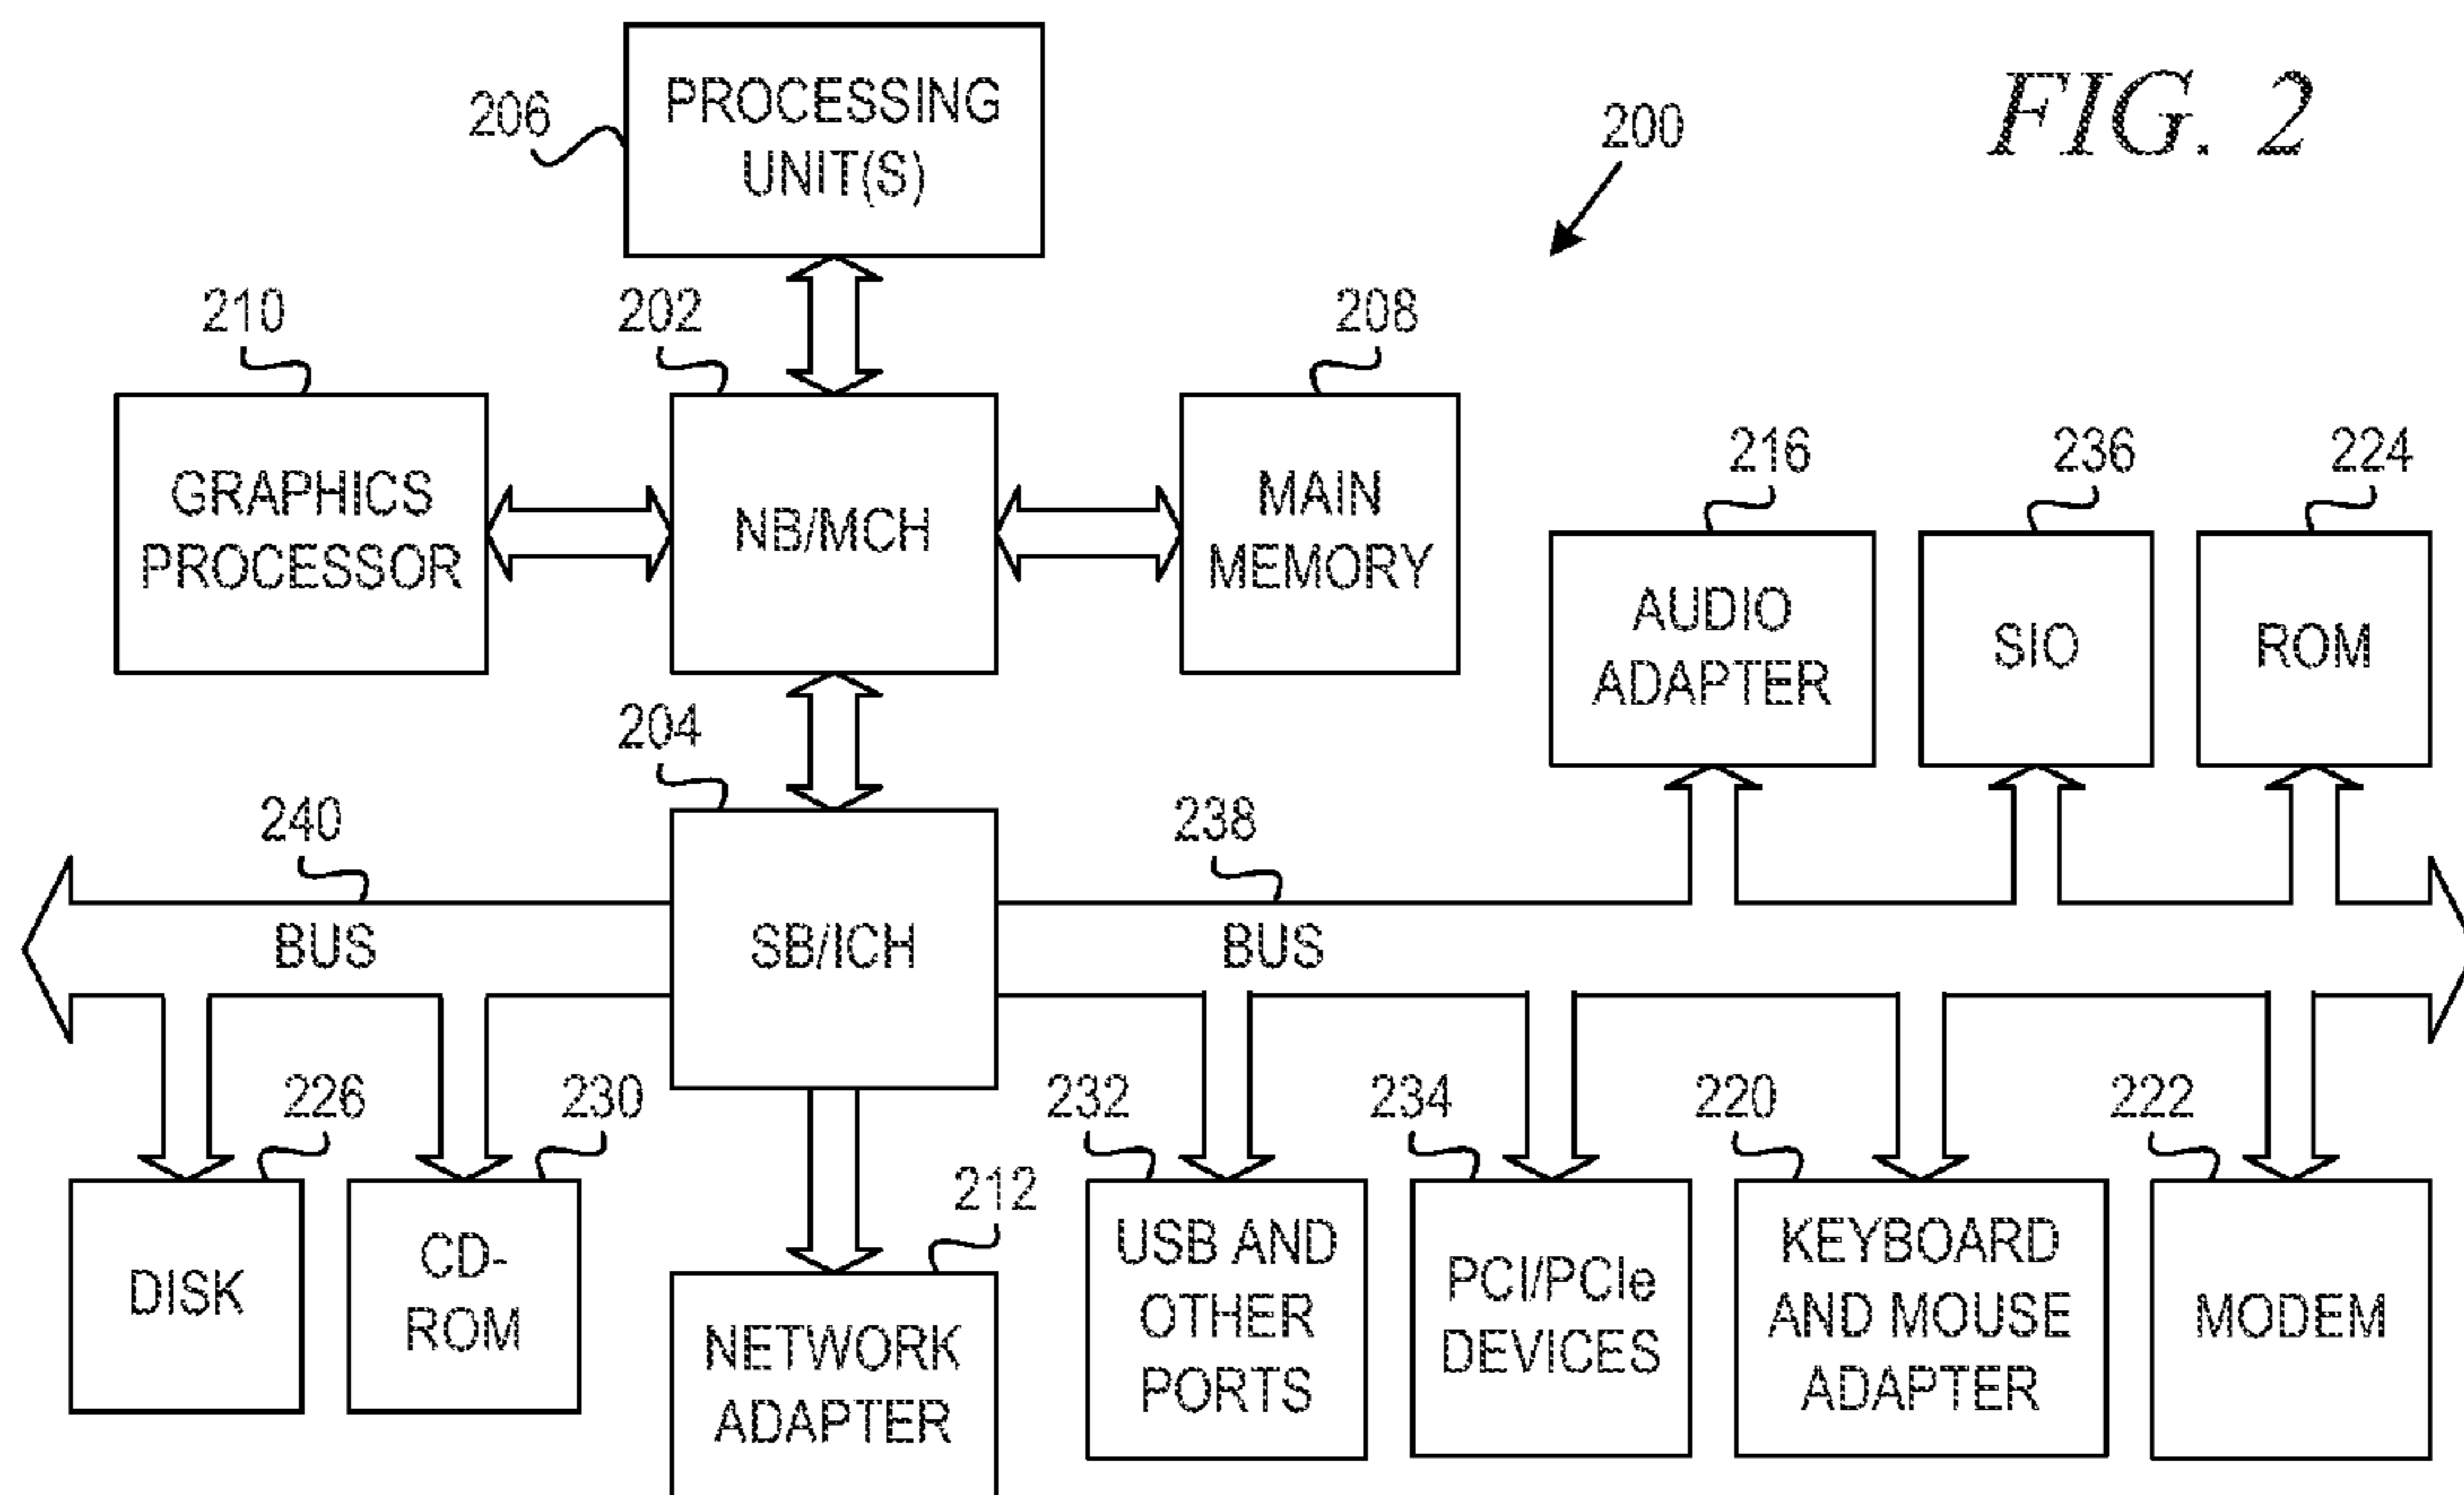 FIG. 2
200
206
PROCESSING
UNIT(S)
210
202
208
GRAPHICS
PROCESSOR
NB/MCH
MAIN
MEMORY
216
236
224
AUDIO
ADAPTER
SIO
ROM
204
240
238
BUS
SB/ICH
BUS
226
230
232
234
220
222
212
DISK
CD-
ROM
NETWORK
ADAPTER
USB AND
OTHER
PORTS
PCI/PCIe
DEVICES
KEYBOARD
AND MOUSE
ADAPTER
MODEM